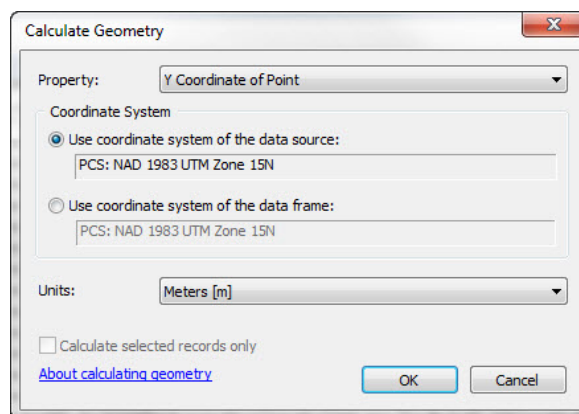 Calculate Geometry
Property:
Y Coordinate of Point
Coordinate System
Use coordinate system of the data source:
PCS: NAD 1983 UTM Zone 15N
Use coordinate system of the data frame:
PCS: NAD 1983 UTM Zone 15N
Units:
Meters [m]
Calculate selected records only
About calculating geometry
OK
Cancel